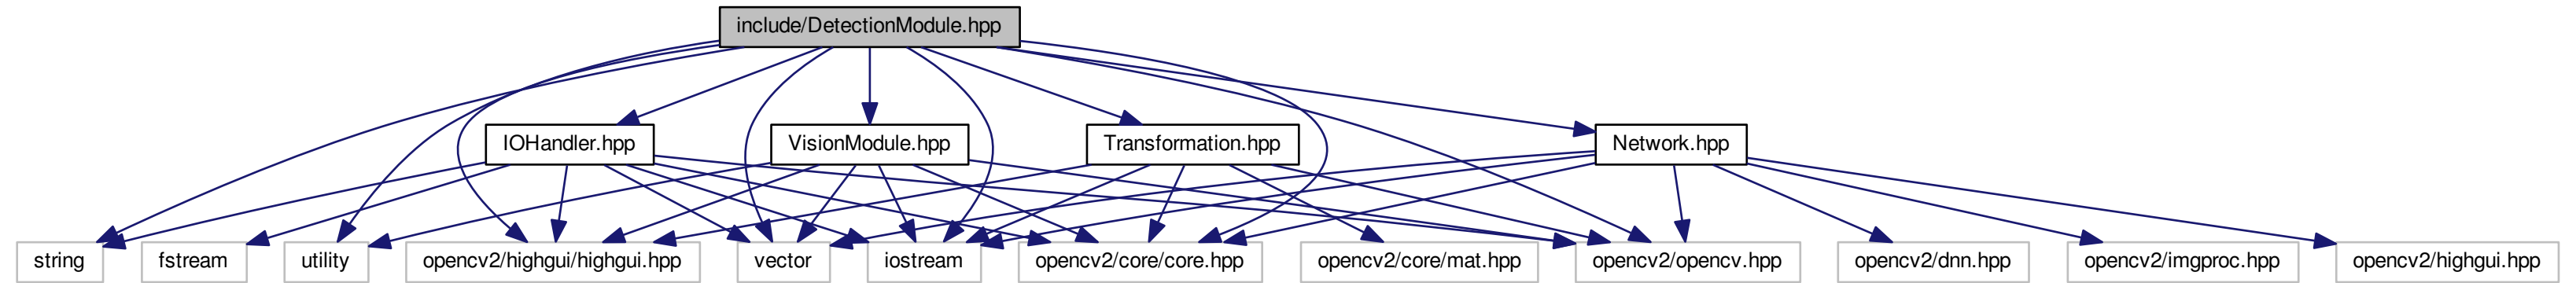 include/DetectionModule.hpp
IOHandler.hpp
VisionModule.hpp
Transformation.hpp
Network.hpp
string
fstream
utility
opencv2/highgui/highgui.hpp
vector
iostream
opencv2/core/core.hpp
opencv2/core/mat.hpp
opencv2/opencv.hpp
opencv2/dnn.hpp
opencv2/imgproc.hpp
opencv2/highgui.hpp